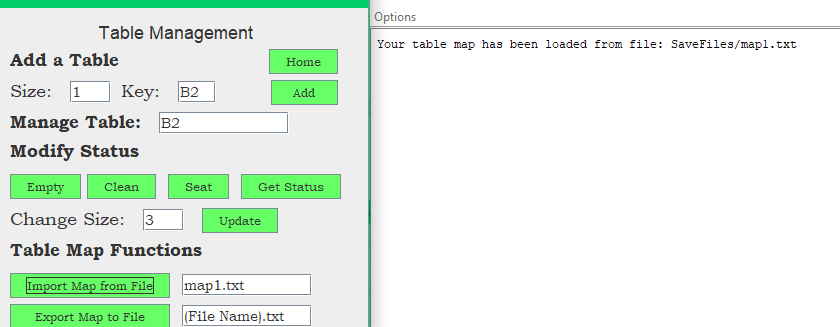 Table Management
Options
Add a Table
Home
Your table map has been loaded from file: SaveFiles/map1.txt
Size: 1 Key: B2 Add
Manage Table: B2
Modify Status
Empty Clean Seat Get Status
Change Size: 3 Update
Table Map Functions
Import Map from File map1.txt
Export Map to File (File Name).txt